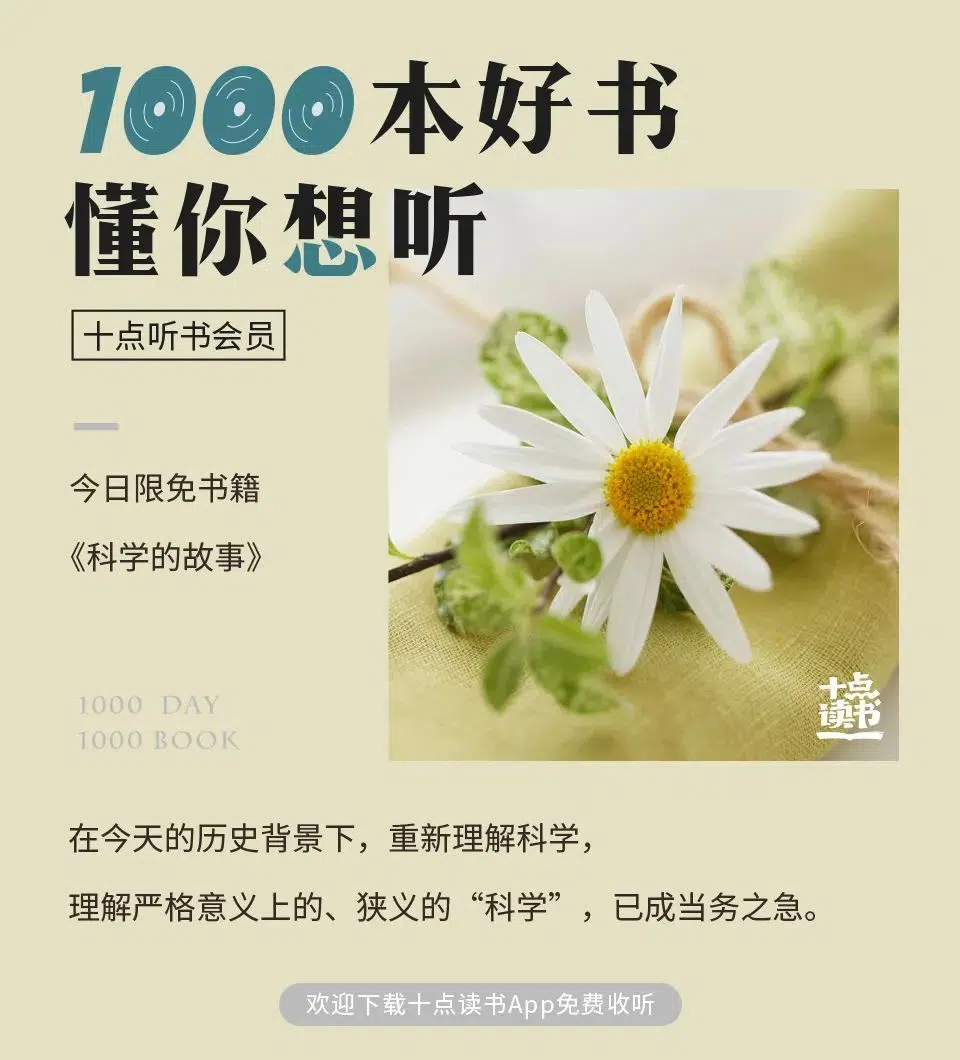 1000本好书
懂你想听
十点听书会员
今日限免书籍
《科学的故事》
1000 DAY
1000 BOOK
十点
读书
在今天的历史背景下，重新理解科学，
理解严格意义上的、狭义的“科学”，已成当务之急。
欢迎下载十点读书App免费收听